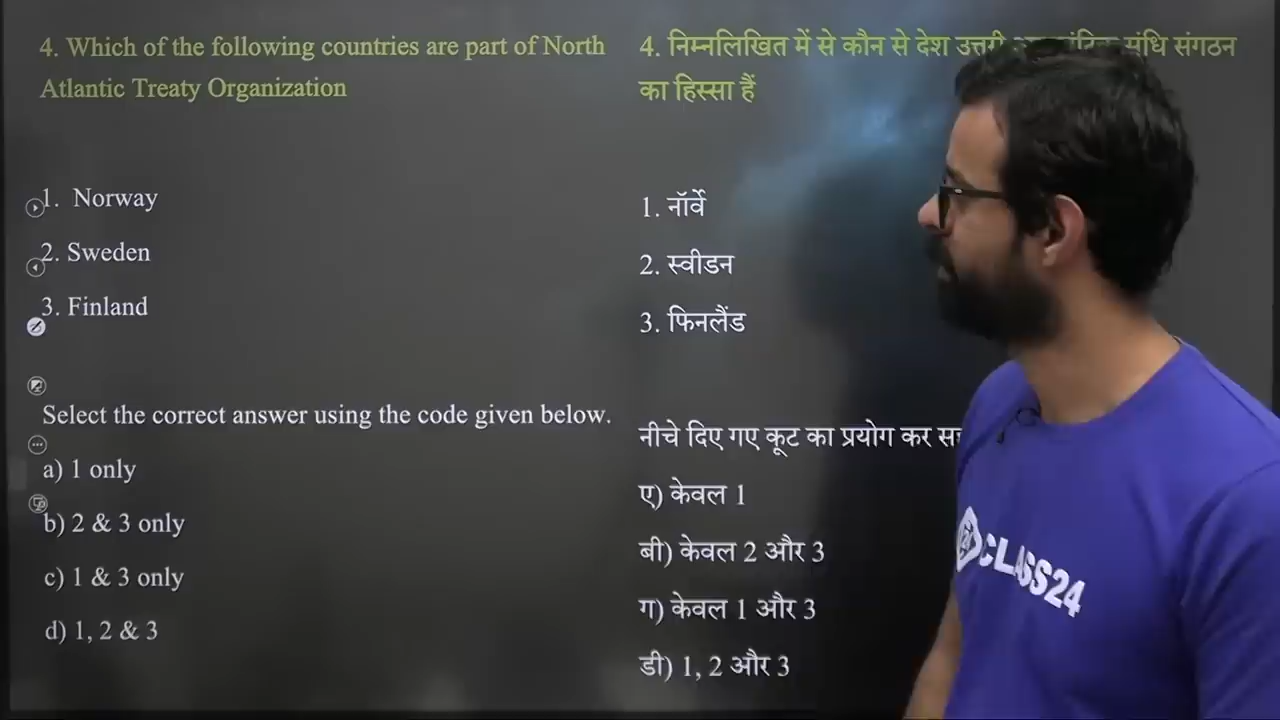 4. Which of the following countries are part of North
Atlantic Treaty Organization
1. Norway
2. Sweden
3. Finland
Select the correct answer using the code given below.
a) 1 only
b) 2 & 3 only
c) 1 & 3 only
d) 1, 2 & 3
4. निम्नलिखित में से कौन से देश उत्तरी संधि संगठन
का हिस्सा हैं
1. नॉर्वे
2. स्वीडन
3. फिनलैंड
नीचे दिए गए कूट का प्रयोग कर
ए) केवल 1
बी) केवल 2 और 3
ग) केवल 1 और 3
डी) 1, 2 और 3
CLASS24